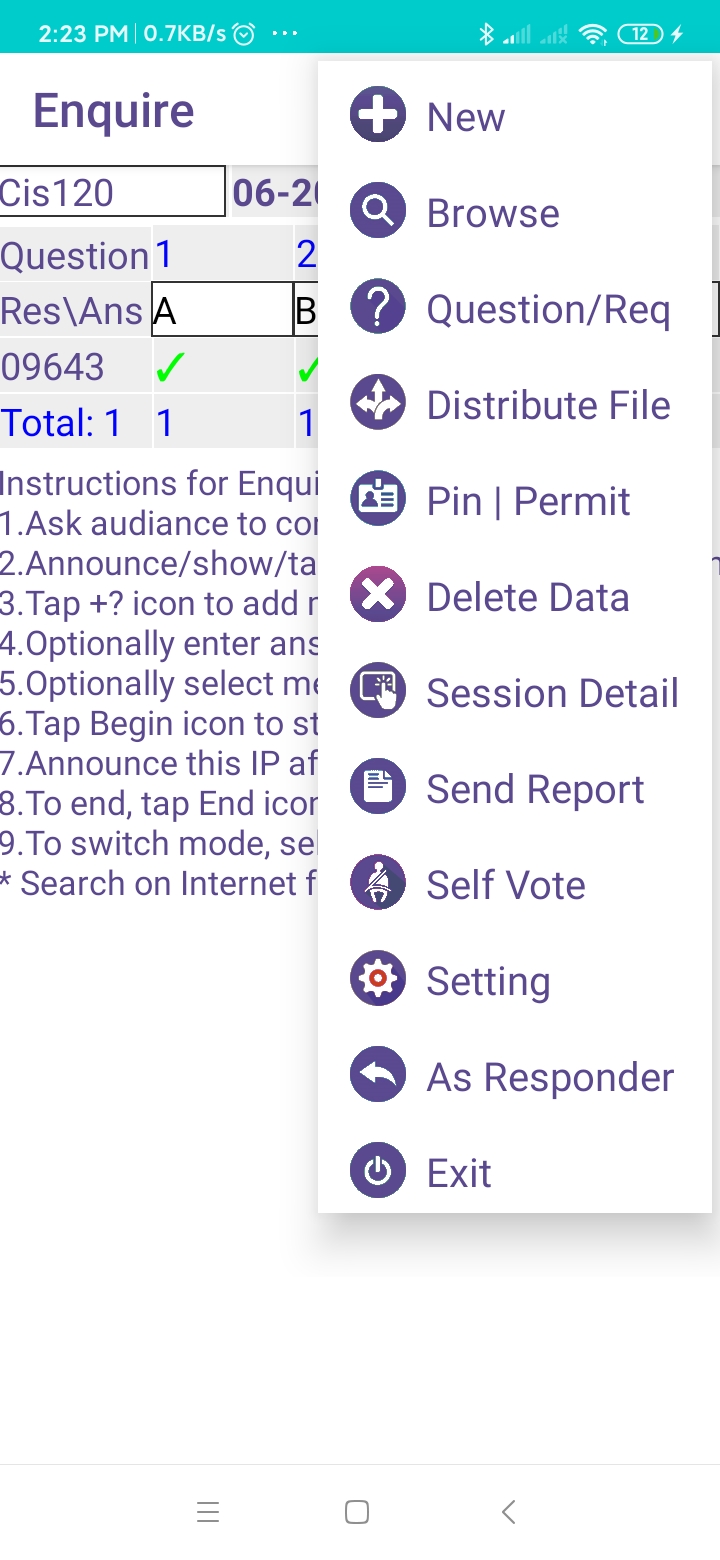 2:23 PM 0.7KB/s ... 12
Enquire
Cis120 06-20
Question 1 2
Res\Ans A B
09643 ✓ ✓
Total: 1 1 1
Instructions for Enqui
1.Ask audiance to
2.Announce/show/ta
3.Tap +? icon to add
4.Optionally enter ans
5.Optionally select me
6.Tap Begin icon to st
7.Announce this IP af
8.To end, tap End icon
9.To switch mode, sel
* Search on Internet f
New
Browse
Question/Req
Distribute File
Pin | Permit
Delete Data
Session Detail
Send Report
Self Vote
Setting
As Responder
Exit